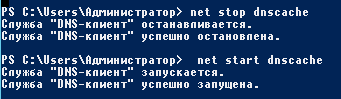 PS C:\Users\Администратор> net stop dnscache
Служба "DNS-клиент" останавливается.
Служба "DNS-клиент" успешно остановлена.
PS C:\Users\Администратор>  net start dnscache
Служба "DNS-клиент" запускается.
Служба "DNS-клиент" успешно запущена.